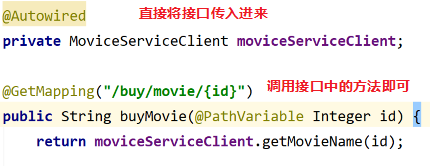 @Autowired 直接将接口传入进来
private MoviceServiceClient moviceServiceClient;
@GetMapping("/buy/movie/{id}") 调用接口中的方法即可
public String buyMovie(@PathVariable Integer id) {
return moviceServiceClient.getMovieName(id);